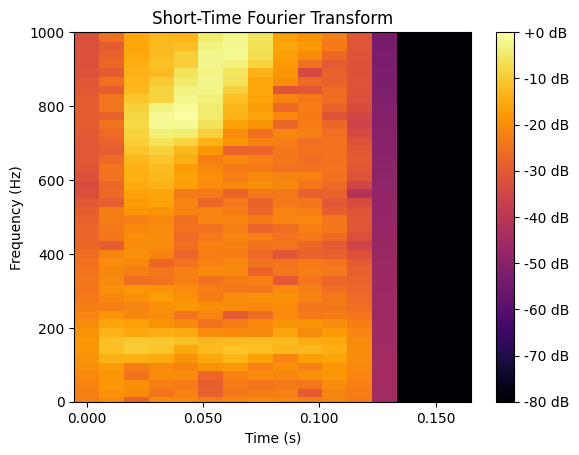 Short-Time Fourier Transform
1000
800
600
400
200
0
Frequency (Hz)
0.000
0.050
0.100
0.150
Time (s)
+0 dB
-10 dB
-20 dB
-30 dB
-40 dB
-50 dB
-60 dB
-70 dB
-80 dB